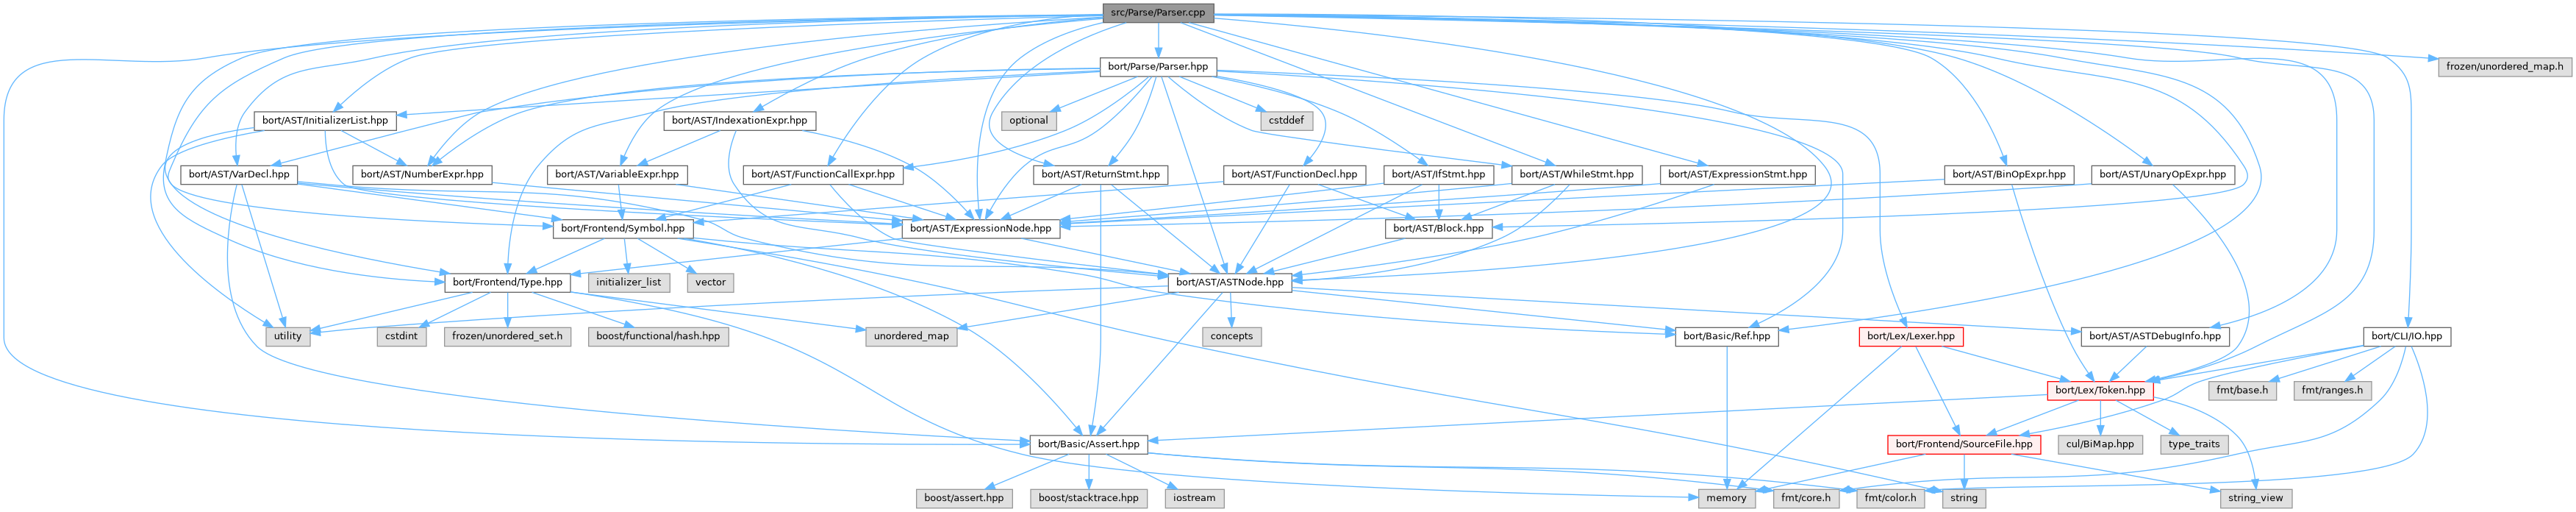 src/Parse/Parser.cpp
bort/Parse/Parser.hpp
frozen/unordered_map.h
bort/AST/InitializerList.hpp
bort/AST/IndexationExpr.hpp
optional
cstddef
bort/AST/VarDecl.hpp
bort/AST/NumberExpr.hpp
bort/AST/VariableExpr.hpp
bort/AST/FunctionCallExpr.hpp
bort/AST/ReturnStmt.hpp
bort/AST/FunctionDecl.hpp
bort/AST/IfStmt.hpp
bort/AST/WhileStmt.hpp
bort/AST/ExpressionStmt.hpp
bort/AST/BinOpExpr.hpp
bort/AST/UnaryOpExpr.hpp
bort/Frontend/Symbol.hpp
bort/AST/ExpressionNode.hpp
bort/AST/Block.hpp
bort/Frontend/Type.hpp
initializer_list
vector
bort/AST/ASTNode.hpp
utility
cstdint
frozen/unordered_set.h
boost/functional/hash.hpp
unordered_map
concepts
bort/Basic/Ref.hpp
bort/Lex/Lexer.hpp
bort/AST/ASTDebugInfo.hpp
bort/CLI/IO.hpp
bort/Lex/Token.hpp
fmt/base.h
fmt/ranges.h
bort/Basic/Assert.hpp
bort/Frontend/SourceFile.hpp
cul/BiMap.hpp
type_traits
boost/assert.hpp
boost/stacktrace.hpp
iostream
memory
fmt/core.h
fmt/color.h
string
string_view